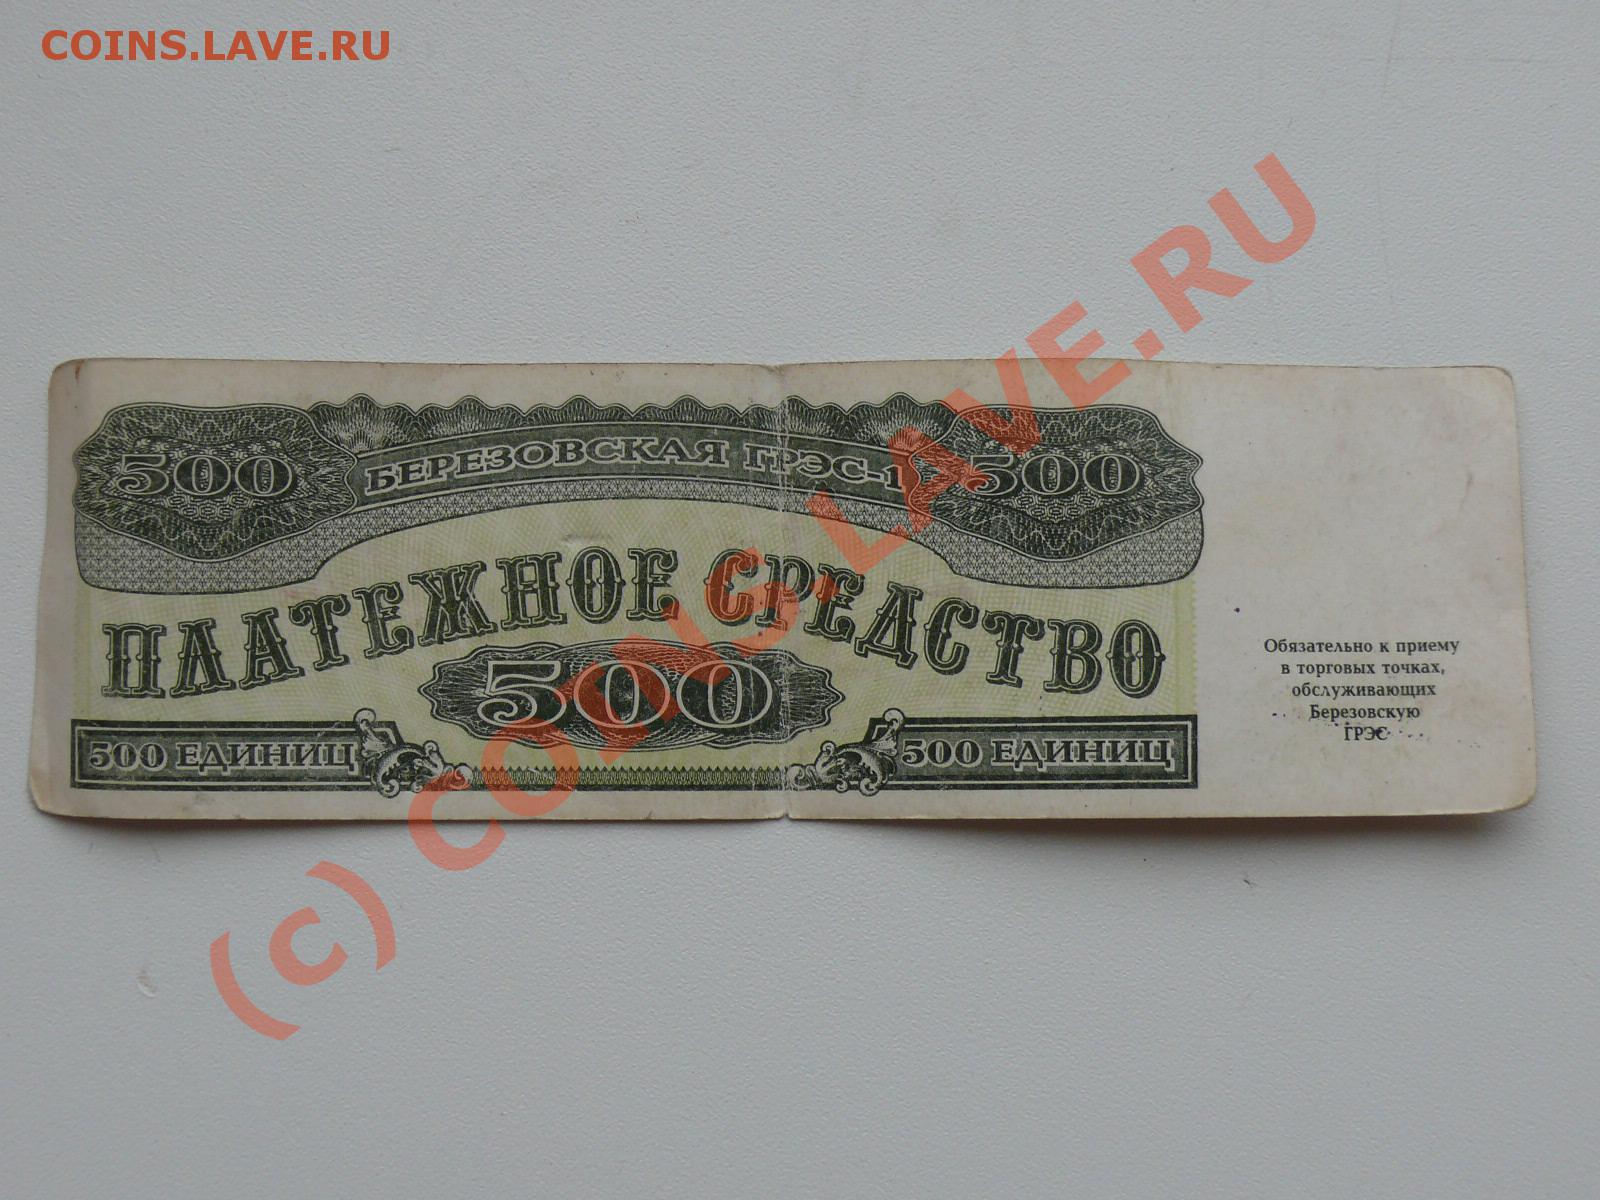 COINS.LAVE.RU
500 БЕРЕЗОВСКАЯ ГРЭС-1 500
ПЛАТЕЖНОЕ СРЕДСТВО
500
500 ЕДИНИЦ 500 ЕДИНИЦ
Обязательно к приему
в торговых точках,
обслуживающих
Березовскую
ГРЭС
(c) COINS.LAVE.RU